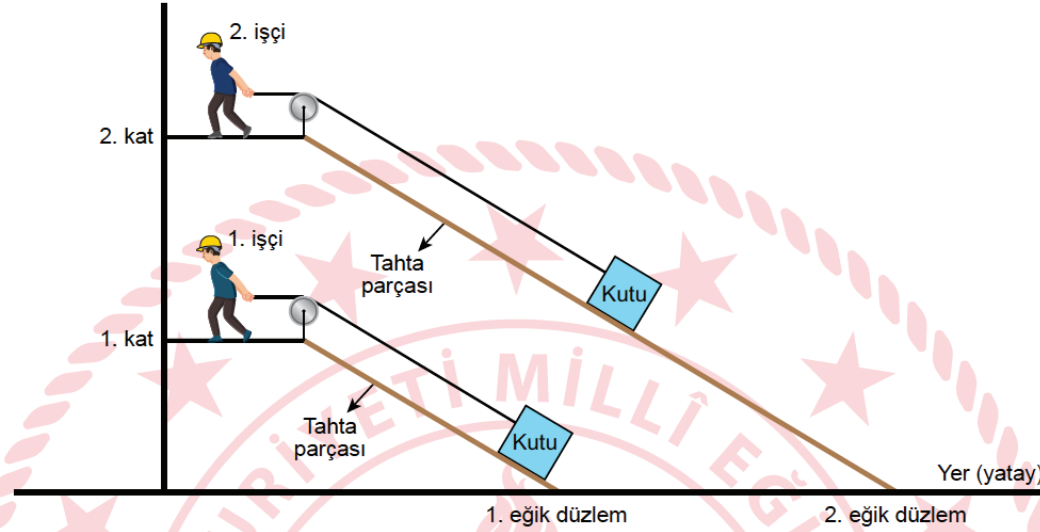 2. işçi
2. kat
1. işçi
Tahta
parçası
Kutu
1. kat
Tahta
parçası
Kutu
Yer (yatay)
1. eğik düzlem
2. eğik düzlem